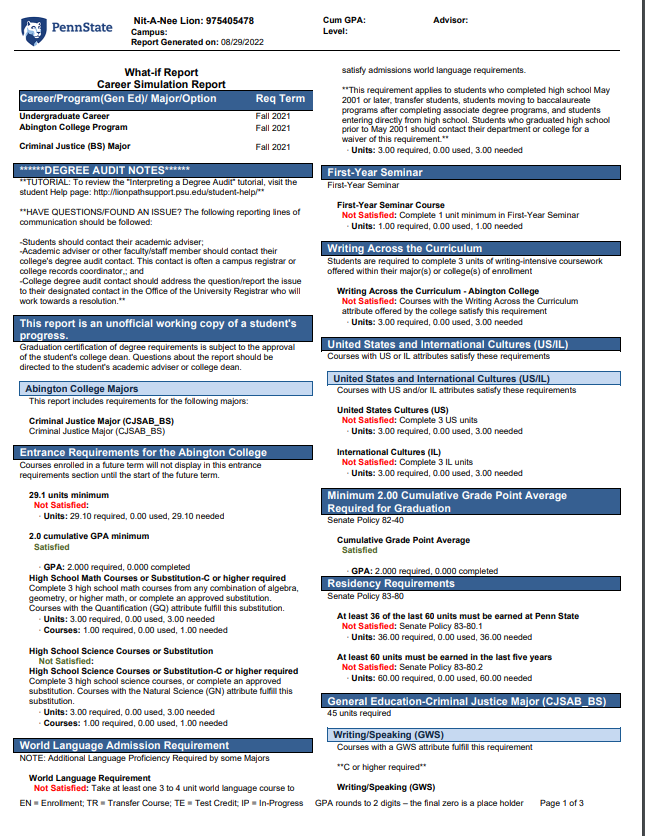 PennState
Nit-A-Nee Lion: 975405478
Campus:
Report Generated on: 08/29/2022
Cum GPA:
Level:
Advisor:
What-if Report
Career Simulation Report
Career/Program(Gen Ed)/ Major/Option Req Term
Undergraduate Career Fall 2021
Abington College Program Fall 2021
Criminal Justice (BS) Major Fall 2021
******DEGREE AUDIT NOTES******
**TUTORIAL: To review the "Interpreting a Degree Audit" tutorial, visit the
student Help page: http://lionpathsupport.psu.edu/student-help/**
**HAVE QUESTIONS/FOUND AN ISSUE? The following reporting lines of
communication should be followed:
-Students should contact their academic adviser;
-Academic adviser or other faculty/staff member should contact their
college's degree audit contact. This contact is often a campus registrar or
college records coordinator,; and
-College degree audit contact should address the question/report the issue
to their designated contact in the Office of the University Registrar who will
work towards a resolution.**
This report is an unofficial working copy of a student's
progress.
Graduation certification of degree requirements is subject to the approval
of the student's college dean. Questions about the report should be
directed to the student's academic adviser or college dean.
Abington College Majors
This report includes requirements for the following majors:
Criminal Justice Major (CJSAB_BS)
Criminal Justice Major (CJSAB_BS)
Entrance Requirements for the Abington College
Courses enrolled in a future term will not display in this entrance
requirements section until the start of the future term.
29.1 units minimum
Not Satisfied:
· Units: 29.10 required, 0.00 used, 29.10 needed
2.0 cumulative GPA minimum
Satisfied
· GPA: 2.000 required, 0.000 completed
High School Math Courses or Substitution-C or higher required
Complete 3 high school math courses from any combination of algebra,
geometry, or higher math, or complete an approved substitution.
Courses with the Quantification (GQ) attribute fulfill this substitution.
· Units: 3.00 required, 0.00 used, 3.00 needed
· Courses: 1.00 required, 0.00 used, 1.00 needed
High School Science Courses or Substitution
Not Satisfied:
High School Science Courses or Substitution-C or higher required
Complete 3 high school science courses, or complete an approved
substitution. Courses with the Natural Science (GN) attribute fulfill this
substitution.
· Units: 3.00 required, 0.00 used, 3.00 needed
· Courses: 1.00 required, 0.00 used, 1.00 needed
World Language Admission Requirement
NOTE: Additional Language Proficiency Required by some Majors
World Language Requirement
Not Satisfied: Take at least one 3 to 4 unit world language course to
satisfy admissions world language requirements.
**This requirement applies to students who completed high school May
2001 or later, transfer students, students moving to baccalaureate
programs after completing associate degree programs, and students
entering directly from high school. Students who graduated high school
prior to May 2001 should contact their department or college for a
waiver of this requirement.**
· Units: 3.00 required, 0.00 used, 3.00 needed
First-Year Seminar
First-Year Seminar
First-Year Seminar Course
Not Satisfied: Complete 1 unit minimum in First-Year Seminar
· Units: 1.00 required, 0.00 used, 1.00 needed
Writing Across the Curriculum
Students are required to complete 3 units of writing-intensive coursework
offered within their major(s) or college(s) of enrollment
Writing Across the Curriculum - Abington College
Not Satisfied: Courses with the Writing Across the Curriculum
attribute offered by the college satisfy this requirement
· Units: 3.00 required, 0.00 used, 3.00 needed
United States and International Cultures (US/IL)
Courses with US or IL attributes satisfy these requirements
United States and International Cultures (US/IL)
Courses with US and/or IL attributes satisfy these requirements
United States Cultures (US)
Not Satisfied: Complete 3 US units
· Units: 3.00 required, 0.00 used, 3.00 needed
International Cultures (IL)
Not Satisfied: Complete 3 IL units
· Units: 3.00 required, 0.00 used, 3.00 needed
Minimum 2.00 Cumulative Grade Point Average
Required for Graduation
Senate Policy 82-40
Cumulative Grade Point Average
Satisfied
· GPA: 2.000 required, 0.000 completed
Residency Requirements
Senate Policy 83-80
At least 36 of the last 60 units must be earned at Penn State
Not Satisfied: Senate Policy 83-80.1
· Units: 36.00 required, 0.00 used, 36.00 needed
At least 60 units must be earned in the last five years
Not Satisfied: Senate Policy 83-80.2
· Units: 60.00 required, 0.00 used, 60.00 needed
General Education-Criminal Justice Major (CJSAB_BS)
45 units required
Writing/Speaking (GWS)
Courses with a GWS attribute fulfill this requirement
**C or higher required**
Writing/Speaking (GWS)
EN = Enrollment; TR = Transfer Course; TE = Test Credit; IP = In-Progress GPA rounds to 2 digits – the final zero is a place holder Page 1 of 3